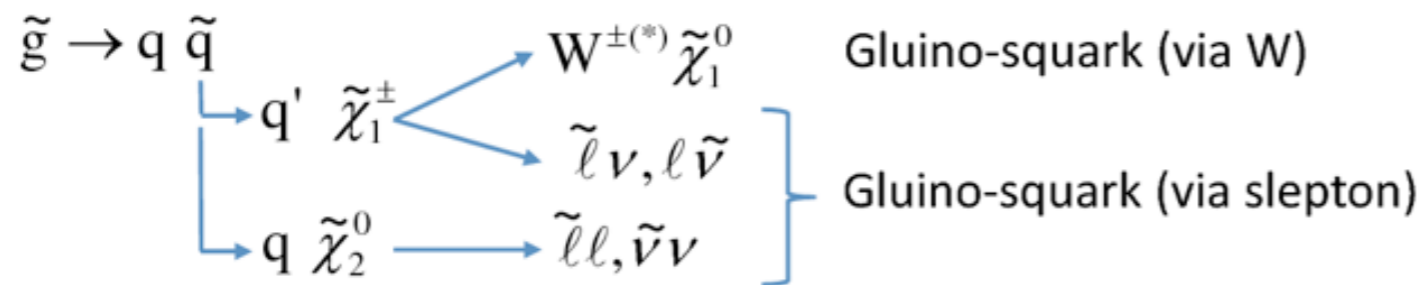 g̃ → q q̃
q' χ̃₁±
W±(*) χ̃₁⁰ Gluino-squark (via W)
ℓ̃ν, ℓν̃
q χ̃₂⁰
ℓ̃ℓ, ν̃ν
Gluino-squark (via slepton)